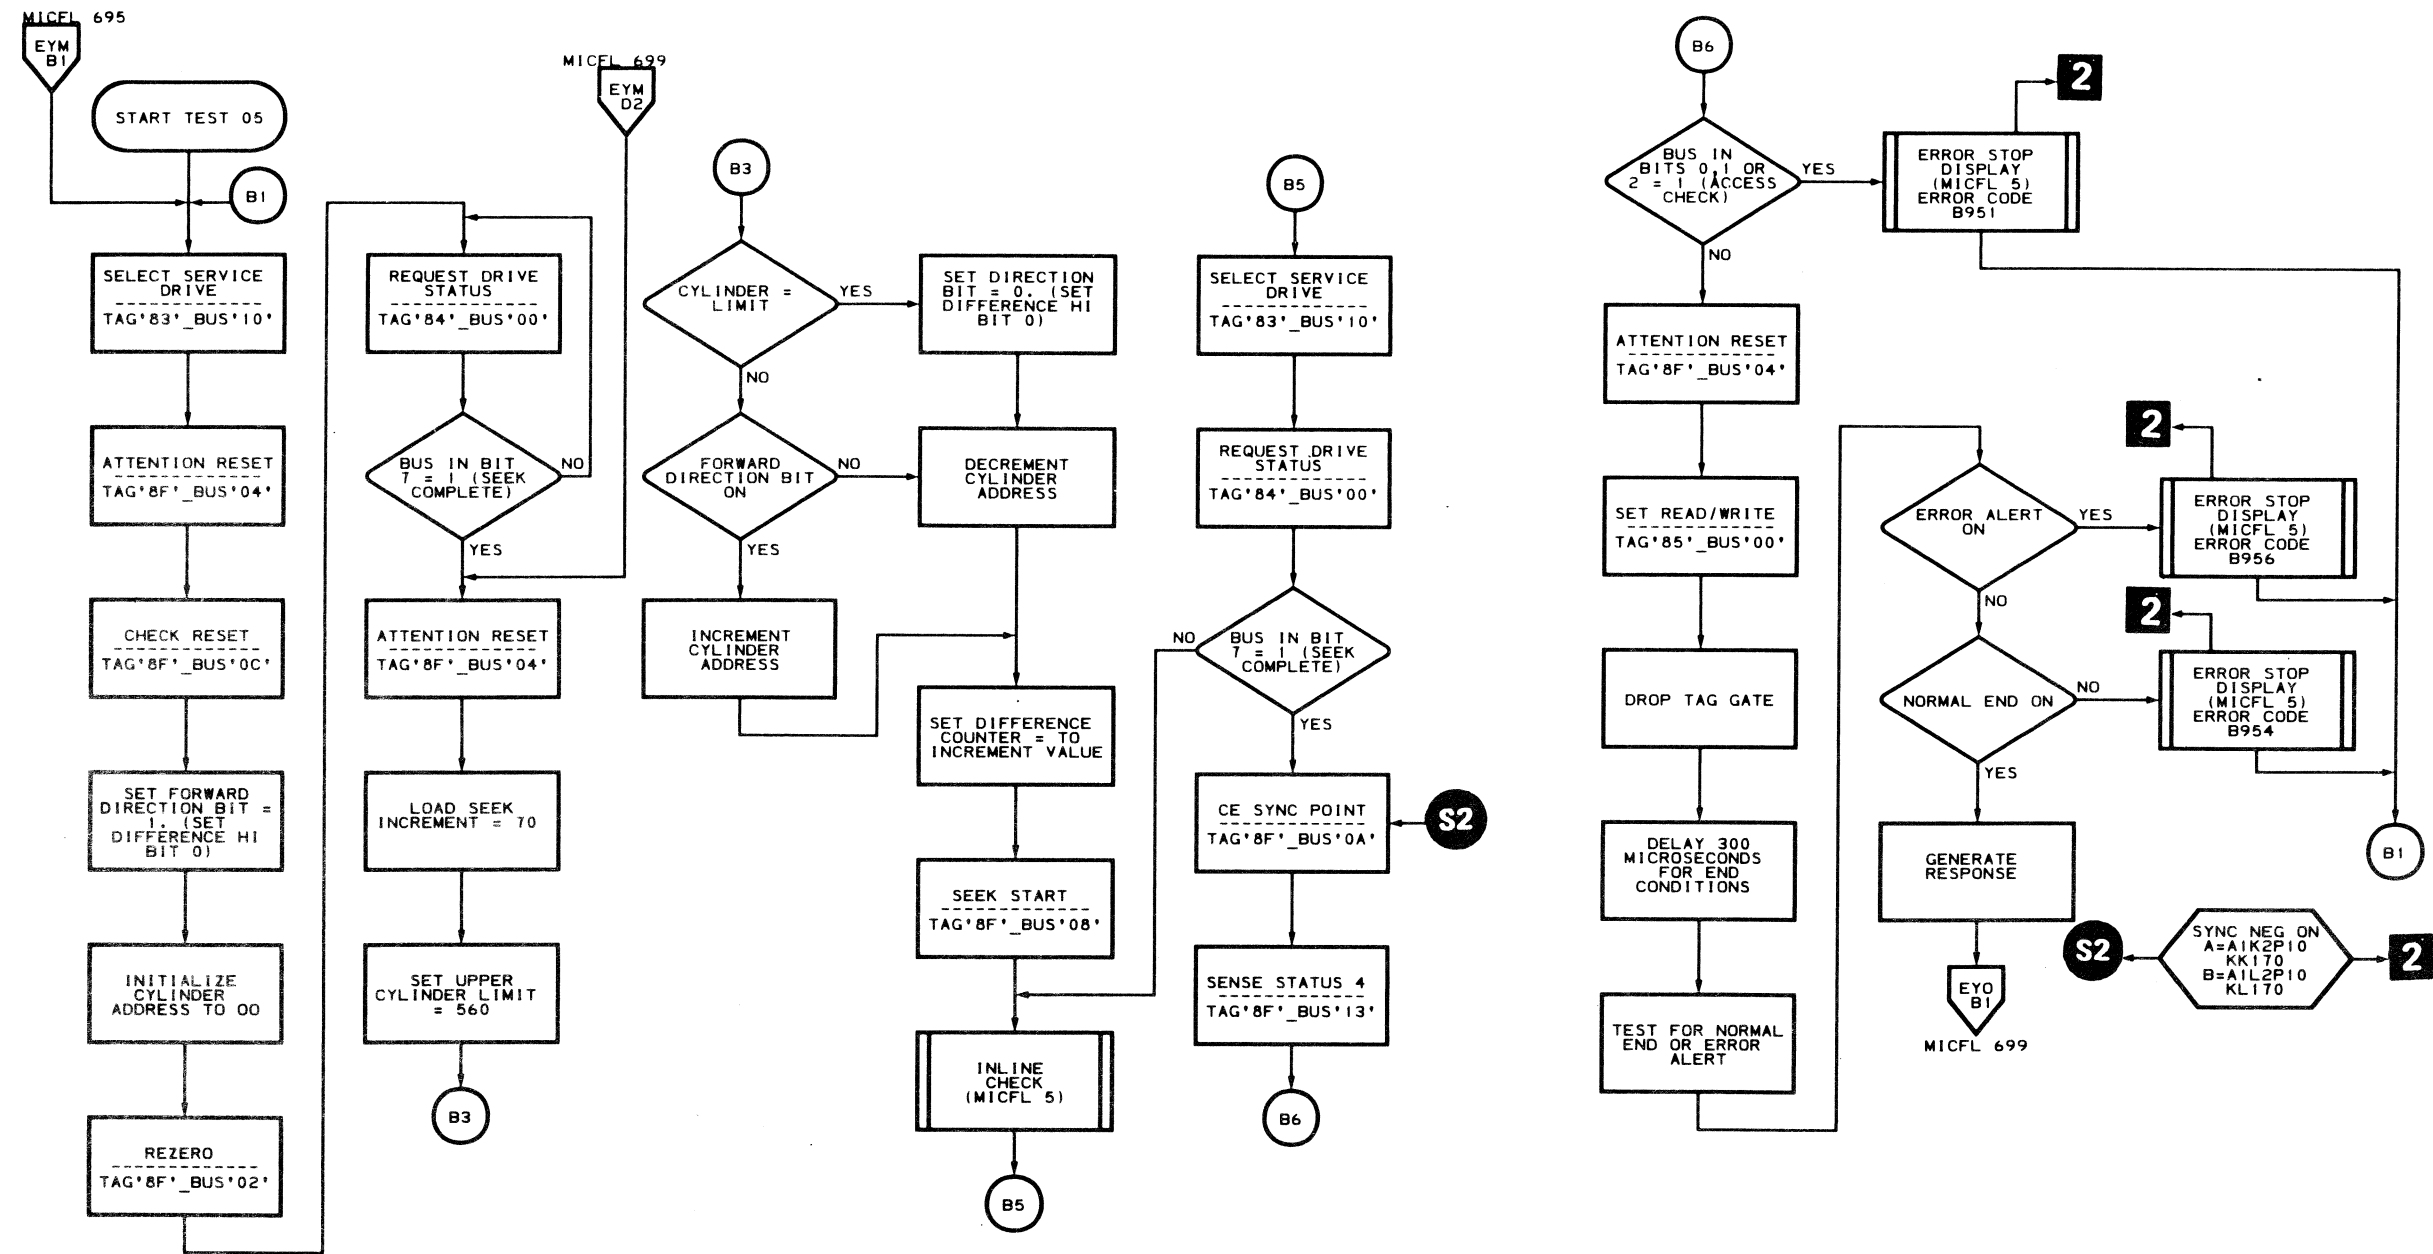 MICFL 695
EYM
B1
START TEST 05
B1
SELECT SERVICE
DRIVE
TAG'83'_BUS'10'
ATTENTION RESET
TAG'8F'_BUS'04'
CHECK RESET
TAG'8F'_BUS'0C'
SET FORWARD
DIRECTION BIT =
1. (SET
DIFFERENCE HI
BIT 0)
INITIALIZE
CYLINDER
ADDRESS TO 00
REZERO
TAG'8F'_BUS'02'
REQUEST DRIVE
STATUS
TAG'84'_BUS'00'
BUS IN BIT
7 = 1 (SEEK
COMPLETE)
NO
YES
MICFL 699
EYM
D2
ATTENTION RESET
TAG'8F'_BUS'04'
LOAD SEEK
INCREMENT = 70
SET UPPER
CYLINDER LIMIT
= 560
B3
B3
CYLINDER =
LIMIT
YES
NO
FORWARD
DIRECTION BIT
ON
NO
YES
INCREMENT
CYLINDER
ADDRESS
SET DIRECTION
BIT = 0. (SET
DIFFERENCE HI
BIT 0)
DECREMENT
CYLINDER
ADDRESS
SET DIFFERENCE
COUNTER = TO
INCREMENT VALUE
SEEK START
TAG'8F'_BUS'08'
INLINE
CHECK
(MICFL 5)
B5
B5
SELECT SERVICE
DRIVE
TAG'83'_BUS'10'
REQUEST DRIVE
STATUS
TAG'84'_BUS'00'
NO
BUS IN BIT
7 = 1 (SEEK
COMPLETE)
YES
CE SYNC POINT
TAG'8F'_BUS'0A'
S2
SENSE STATUS 4
TAG'8F'_BUS'13'
B6
B6
BUS IN
BITS 0,1 OR
2 = 1 (ACCESS
CHECK)
YES
NO
2
ERROR STOP
DISPLAY
(MICFL 5)
ERROR CODE
B951
ATTENTION RESET
TAG'8F'_BUS'04'
SET READ/WRITE
TAG'85'_BUS'00'
DROP TAG GATE
DELAY 300
MICROSECONDS
FOR END
CONDITIONS
TEST FOR NORMAL
END OR ERROR
ALERT
ERROR ALERT
ON
YES
NO
2
ERROR STOP
DISPLAY
(MICFL 5)
ERROR CODE
B956
NORMAL END ON
NO
YES
2
ERROR STOP
DISPLAY
(MICFL 5)
ERROR CODE
B954
GENERATE
RESPONSE
EYO
B1
MICFL 699
B1
S2
SYNC NEG ON
A=A1K2P10
KK170
B=A1L2P10
KL170
2